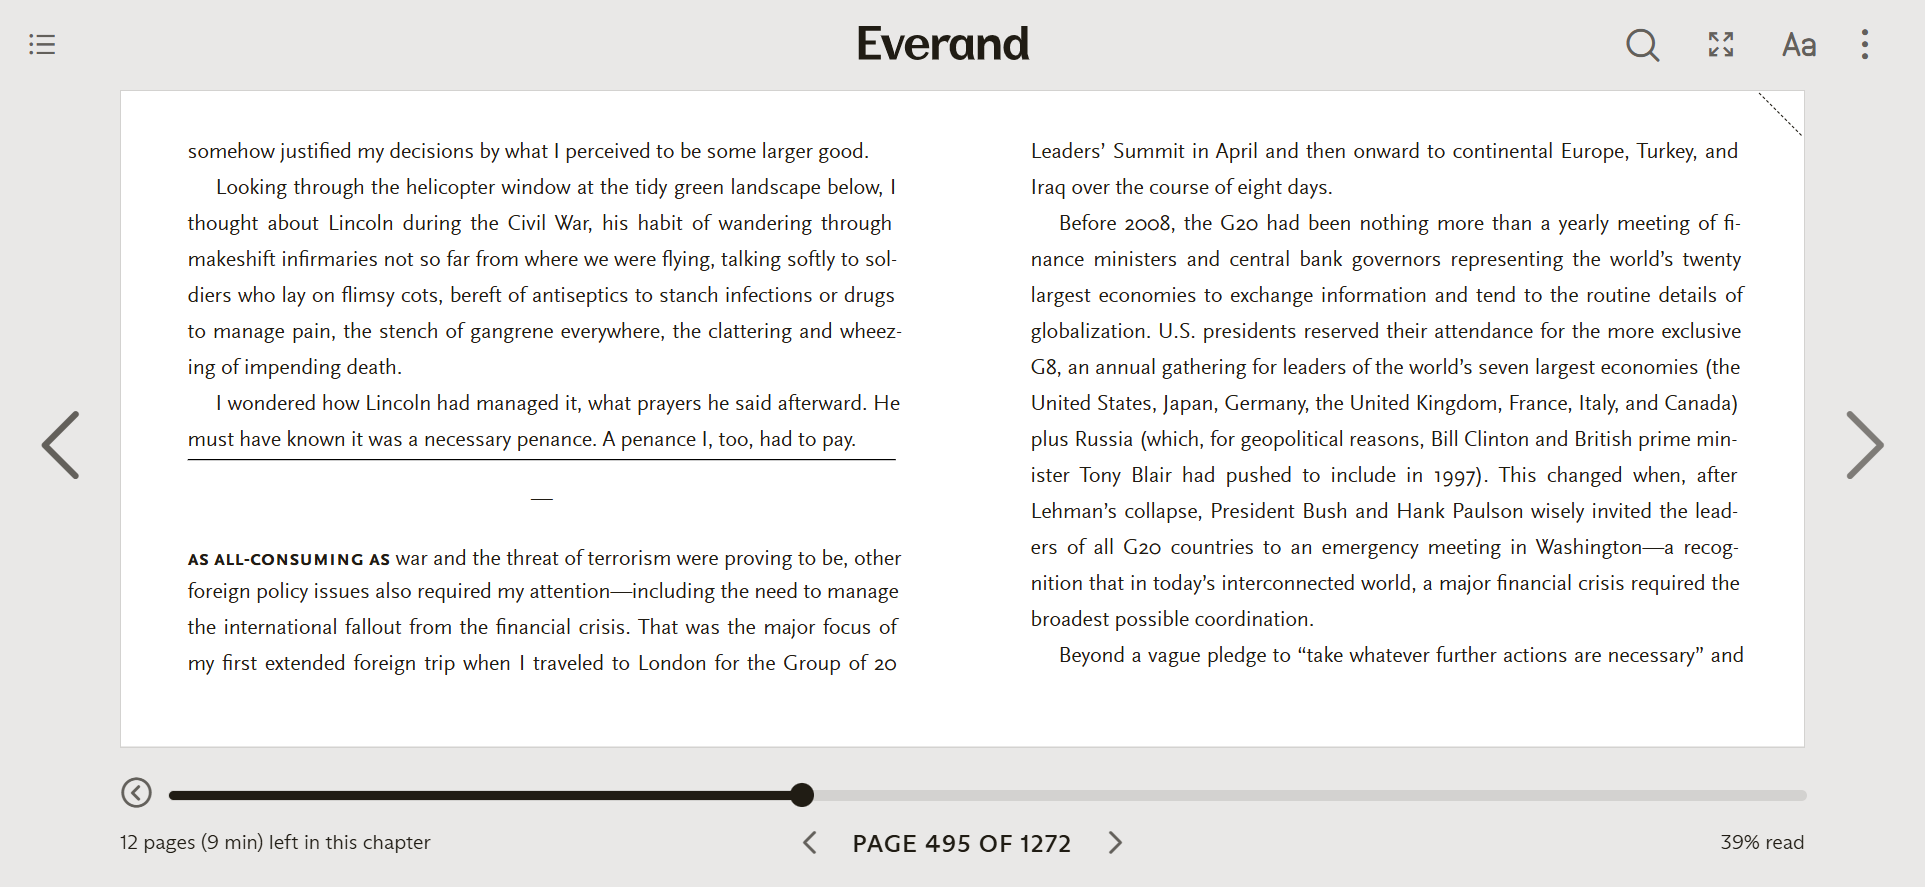 Everand
Aa
somehow justified my decisions by what I perceived to be some larger good.
Looking through the helicopter window at the tidy green landscape below, I
thought about Lincoln during the Civil War, his habit of wandering through
makeshift infirmaries not so far from where we were flying, talking softly to sol-
diers who lay on flimsy cots, bereft of antiseptics to stanch infections or drugs
to manage pain, the stench of gangrene everywhere, the clattering and wheez-
ing of impending death.
I wondered how Lincoln had managed it, what prayers he said afterward. He
must have known it was a necessary penance. A penance I, too, had to pay.
—
AS ALL-CONSUMING AS war and the threat of terrorism were proving to be, other
foreign policy issues also required my attention—including the need to manage
the international fallout from the financial crisis. That was the major focus of
my first extended foreign trip when I traveled to London for the Group of 20
Leaders’ Summit in April and then onward to continental Europe, Turkey, and
Iraq over the course of eight days.
Before 2008, the G20 had been nothing more than a yearly meeting of fi-
nance ministers and central bank governors representing the world’s twenty
largest economies to exchange information and tend to the routine details of
globalization. U.S. presidents reserved their attendance for the more exclusive
G8, an annual gathering for leaders of the world’s seven largest economies (the
United States, Japan, Germany, the United Kingdom, France, Italy, and Canada)
plus Russia (which, for geopolitical reasons, Bill Clinton and British prime min-
ister Tony Blair had pushed to include in 1997). This changed when, after
Lehman’s collapse, President Bush and Hank Paulson wisely invited the lead-
ers of all G20 countries to an emergency meeting in Washington—a recog-
nition that in today’s interconnected world, a major financial crisis required the
broadest possible coordination.
Beyond a vague pledge to “take whatever further actions are necessary” and
12 pages (9 min) left in this chapter
PAGE 495 OF 1272
39% read